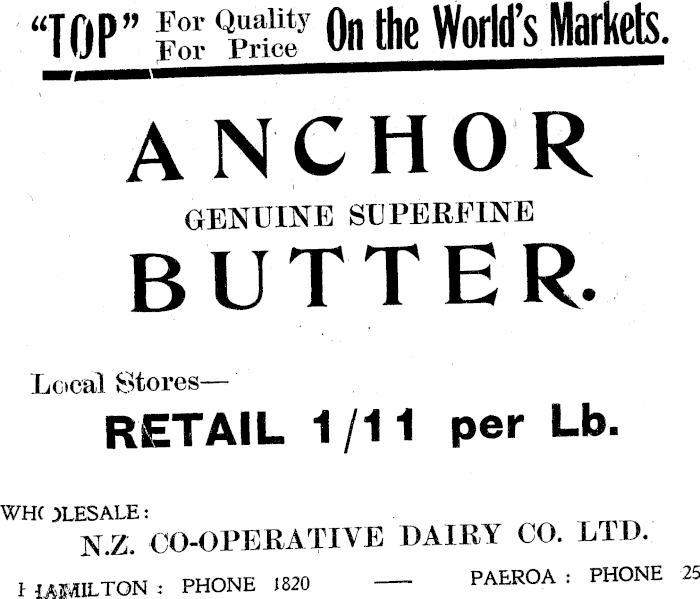 "TOP" For Quality For Price On the World's Markets.
ANCHOR
GENUINE SUPERFINE
BUTTER.
Local Stores—
RETAIL 1/11 per Lb.
WHOLESALE:
N.Z. CO-OPERATIVE DAIRY CO. LTD.
HAMILTON: PHONE 1820 — PAEROA: PHONE 25